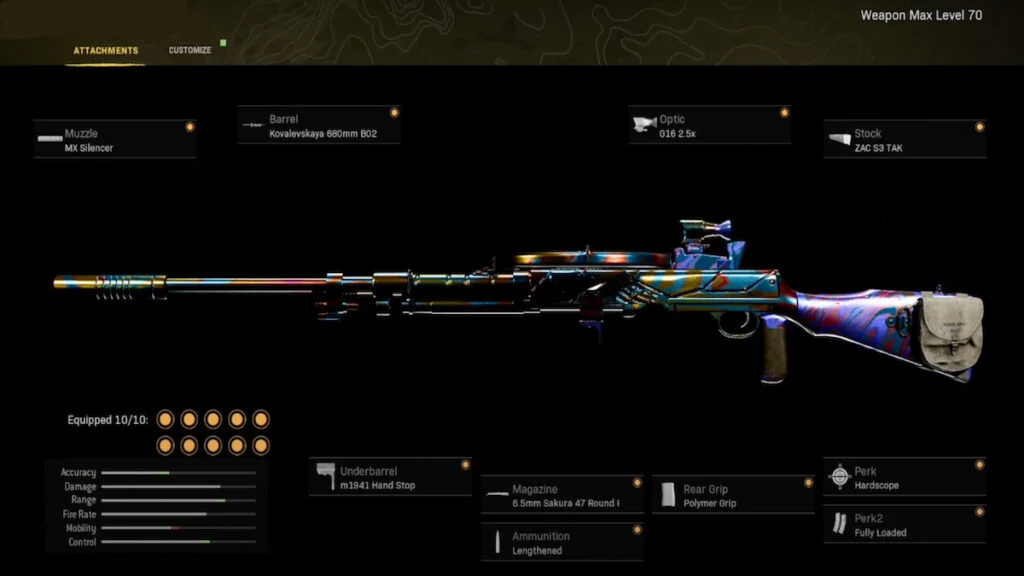 Weapon Max Level 70
ATTACHMENTS
CUSTOMIZE
Muzzle
MX Silencer
Barrel
Kovalevskaya 680mm B02
Optic
G16 2.5x
Stock
ZAC S3 TAK
Equipped 10/10:
Accuracy
Damage
Range
Fire Rate
Mobility
Control
Underbarrel
m1941 Hand Stop
Magazine
6.5mm Sakura 47 Round
Ammunition
Lengthened
Rear Grip
Polymer Grip
Perk
Hardscope
Perk2
Fully Loaded